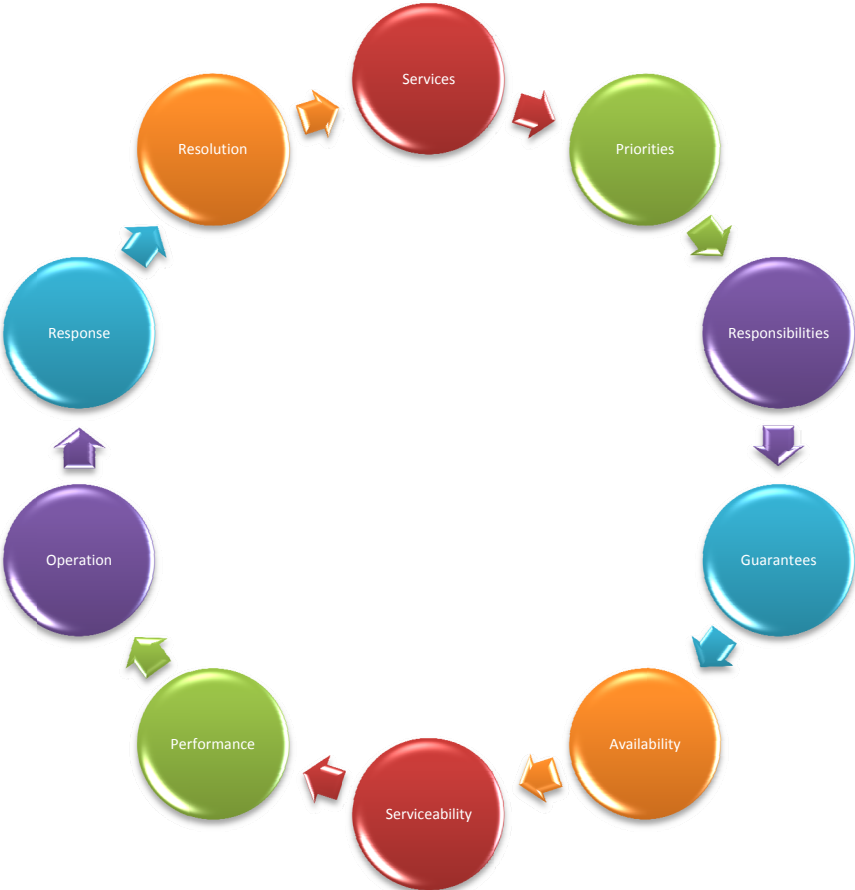 Services
Priorities
Responsibilities
Guarantees
Availability
Serviceability
Performance
Operation
Response
Resolution